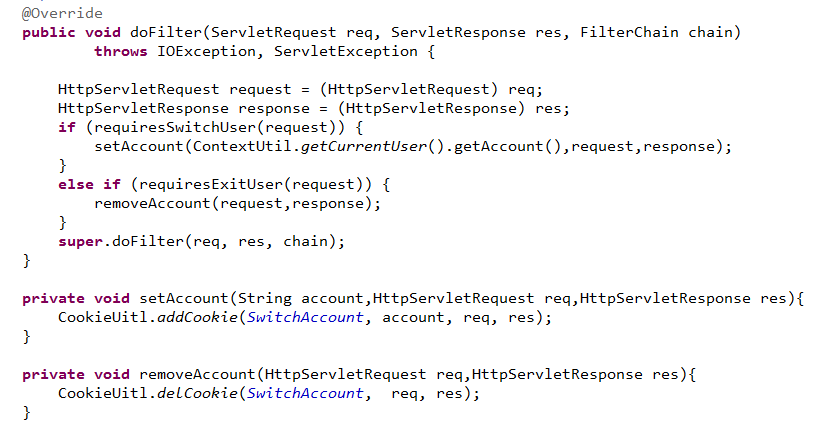 @Override
public void doFilter(ServletRequest req, ServletResponse res, FilterChain chain)
        throws IOException, ServletException {

    HttpServletRequest request = (HttpServletRequest) req;
    HttpServletResponse response = (HttpServletResponse) res;
    if (requiresSwitchUser(request)) {
        setAccount(ContextUtil.getCurrentUser().getAccount(),request,response);
    }
    else if (requiresExitUser(request)) {
        removeAccount(request,response);
    }
    super.doFilter(req, res, chain);
}

private void setAccount(String account,HttpServletRequest req,HttpServletResponse res){
    CookieUitl.addCookie(SwitchAccount, account, req, res);
}

private void removeAccount(HttpServletRequest req,HttpServletResponse res){
    CookieUitl.delCookie(SwitchAccount,  req, res);
}